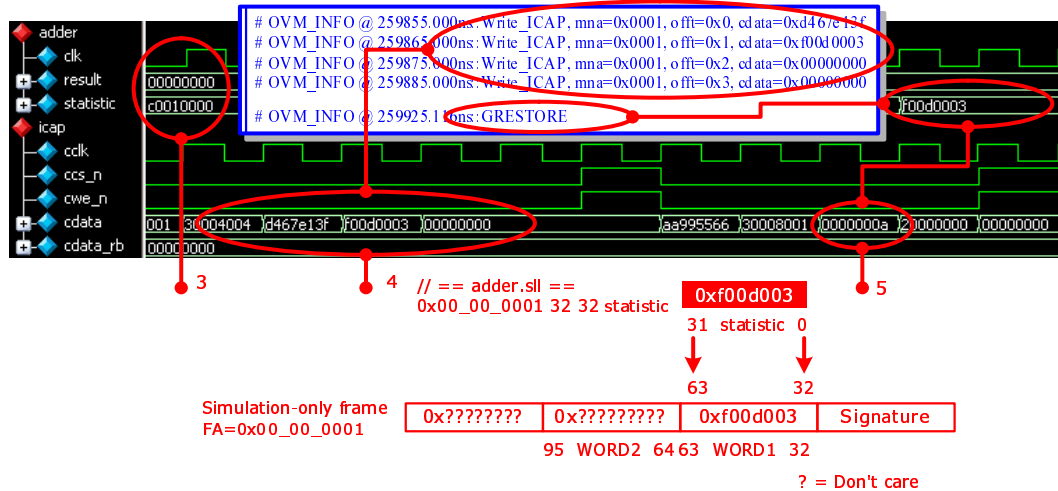 adder
clk
result
statistic
icap
cclk
ccs_n
cwe_n
cdata
cdata_rb
# OVM_INFO @ 259855.000ns: Write_ICAP, mna=0x0001, offt=0x0, cdata=0xd467e13f
# OVM_INFO @ 259865.000ns: Write_ICAP, mna=0x0001, offt=0x1, cdata=0xf00d0003
# OVM_INFO @ 259875.000ns: Write_ICAP, mna=0x0001, offt=0x2, cdata=0x00000000
# OVM_INFO @ 259885.000ns: Write_ICAP, mna=0x0001, offt=0x3, cdata=0x00000000
# OVM_INFO @ 259925.116ns: GRESTORE
00000000
c0010000 f00d0003
001 30004004 d467e13f f00d0003 00000000 aa995566 30008001 0000000a 20000000 00000000
00000000
3 4 5
// == adder.sll ==
0x00_00_0001 32 32 statistic
0xf00d003
31 statistic 0
63 32
Simulation-only frame
FA=0x00_00_0001
0x???????? 0x????????? 0xf00d003 Signature
95 WORD2 64 63 WORD1 32
? = Don't care